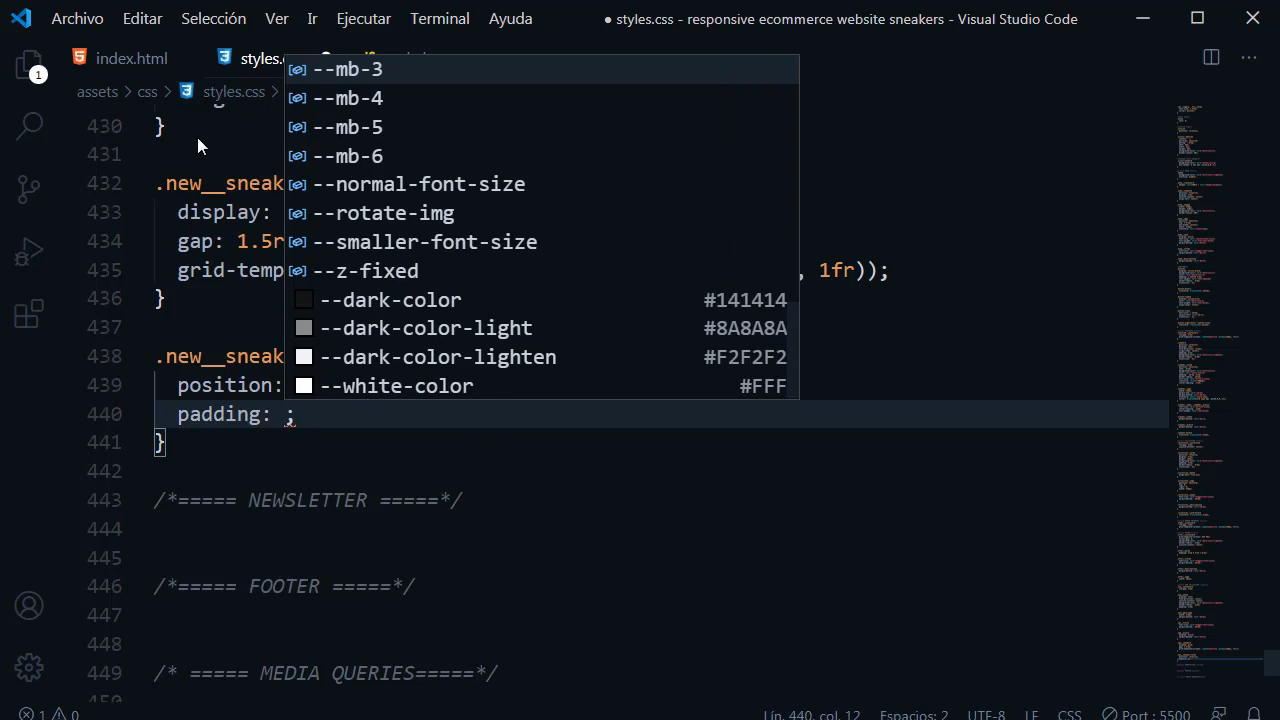 Archivo Editar Selección Ver Ir Ejecutar Terminal Ayuda ● styles.css - responsive ecommerce website sneakers - Visual Studio Code
index.html styles.
assets > css > styles.css >
1
--mb-3
--mb-4
--mb-5
--mb-6
--normal-font-size
--rotate-img
--smaller-font-size
--z-fixed
--dark-color #141414
--dark-color-light #8A8A8A
--dark-color-lighten #F2F2F2
--white-color #FFF
430 }
431
432 .new__sneak
433 display:
434 gap: 1.5r
435 grid-temp , 1fr));
436 }
437
438 .new__sneak
439 position:
440 padding: ;
441 }
442
443 /*===== NEWSLETTER =====*/
444
445
446 /*===== FOOTER =====*/
447
448
449 /* ===== MEDIA QUERIES=====
450
1 0 Lín. 440, col. 12 Espacios: 2 UTF-8 LF CSS Port : 5500